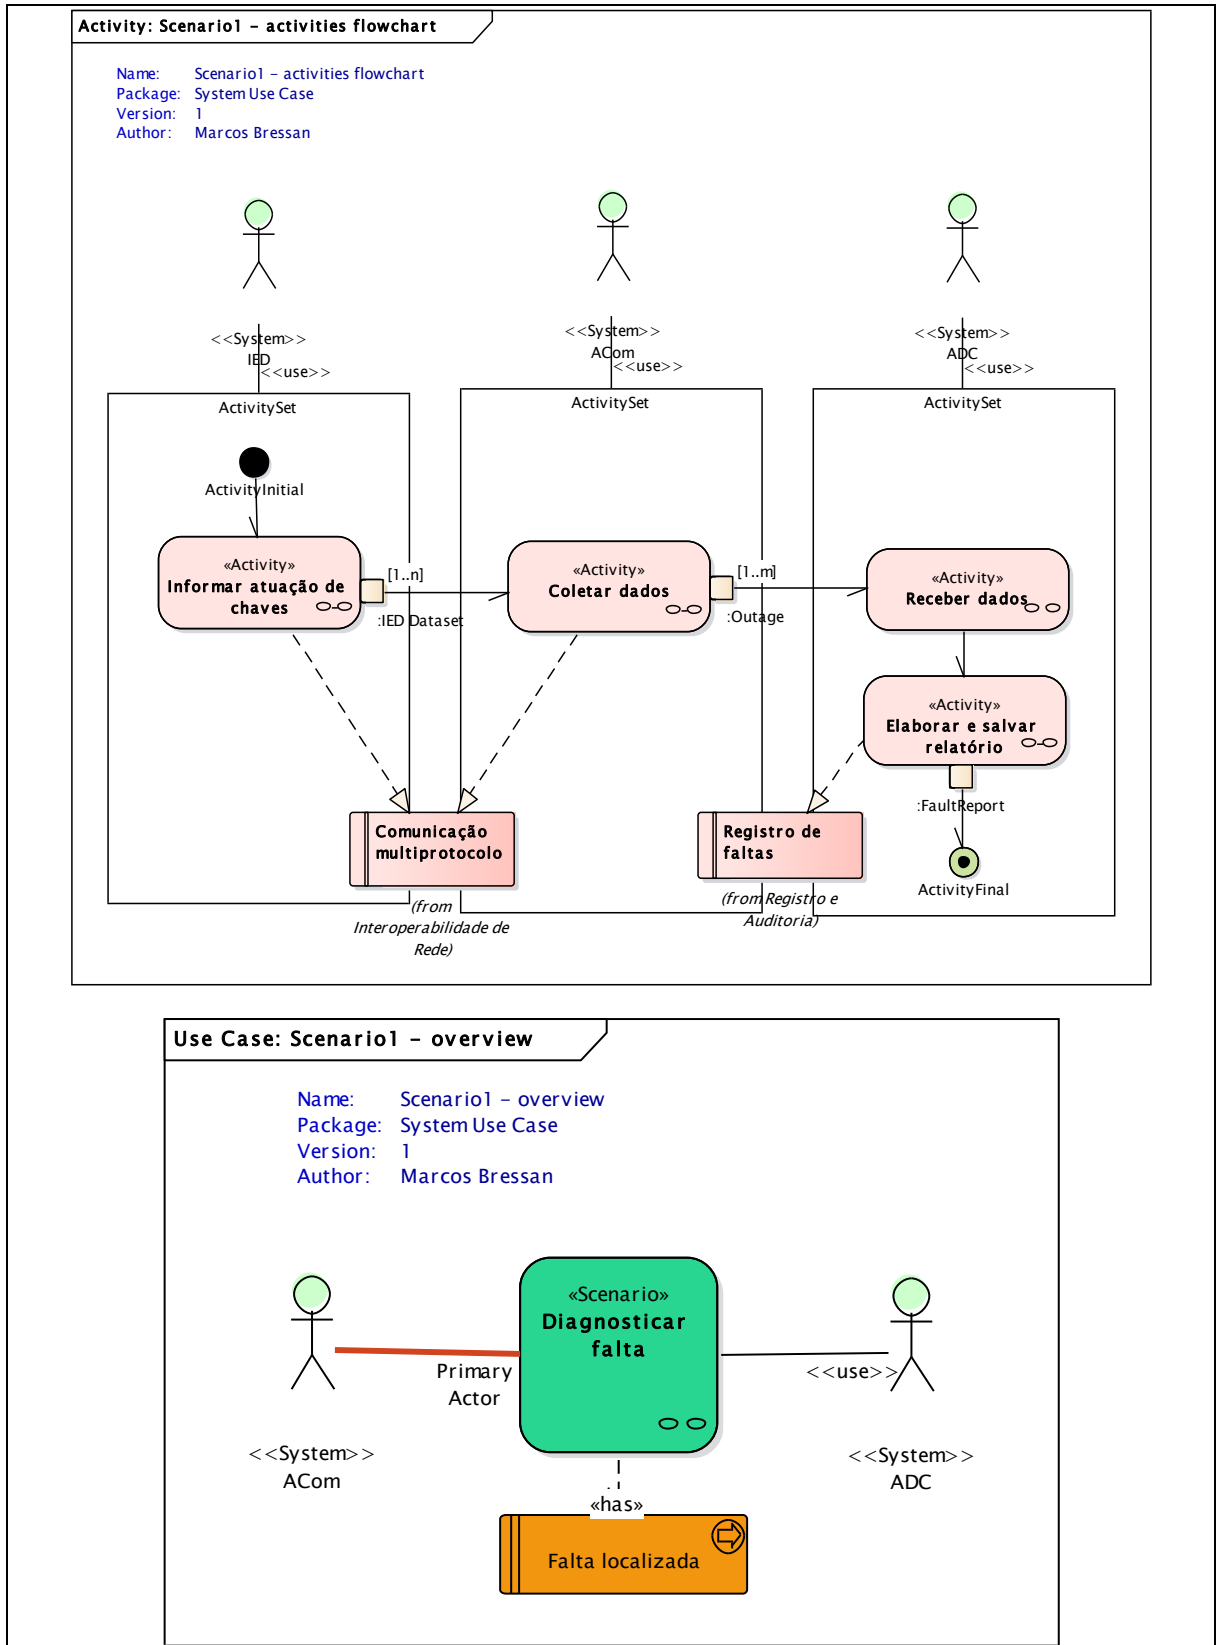 Activity: Scenario1 - activities flowchart
Name: Scenario1 - activities flowchart
Package: System Use Case
Version: 1
Author: Marcos Bressan
<<System>>
IED
<<use>>
<<System>>
ACom
<<use>>
<<System>>
ADC
<<use>>
ActivitySet
ActivitySet
ActivitySet
ActivityInitial
«Activity»
Informar atuação de
chaves
[1..n]
:IED Dataset
«Activity»
Coletar dados
[1..m]
:Outage
«Activity»
Receber dados
«Activity»
Elaborar e salvar
relatório
:FaultReport
ActivityFinal
Comunicação
multiprotocolo
(from
Interoperabilidade de
Rede)
Registro de
faltas
(from Registro e
Auditoria)
Use Case: Scenario1 - overview
Name: Scenario1 - overview
Package: System Use Case
Version: 1
Author: Marcos Bressan
«Scenario»
Diagnosticar
falta
Primary
Actor
<<use>>
<<System>>
ACom
<<System>>
ADC
«has»
Falta localizada